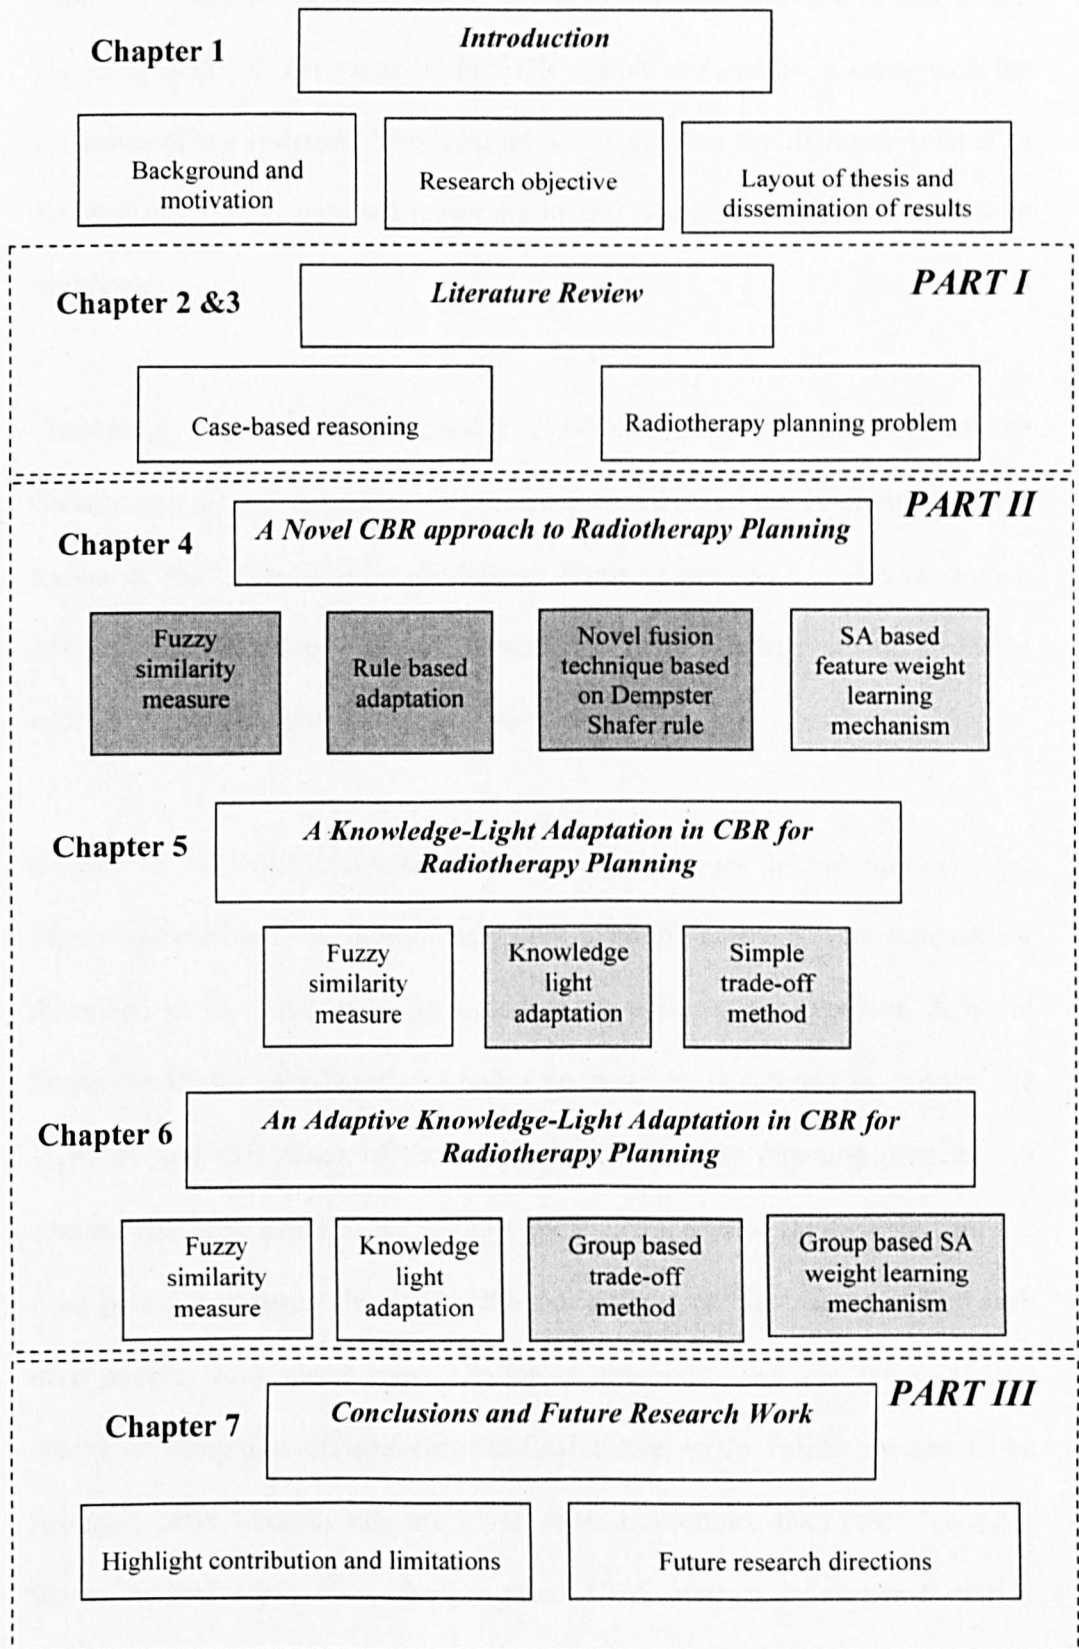 Chapter 1
Introduction
Background and
motivation
Research objective
Layout of thesis and
dissemination of results
PART I
Chapter 2 &3
Literature Review
Case-based reasoning
Radiotherapy planning problem
PART II
Chapter 4
A Novel CBR approach to Radiotherapy Planning
Fuzzy
similarity
measure
Rule based
adaptation
Novel fusion
technique based
on Dempster
Shafer rule
SA based
feature weight
learning
mechanism
Chapter 5
A Knowledge-Light Adaptation in CBR for
Radiotherapy Planning
Fuzzy
similarity
measure
Knowledge
light
adaptation
Simple
trade-off
method
Chapter 6
An Adaptive Knowledge-Light Adaptation in CBR for
Radiotherapy Planning
Fuzzy
similarity
measure
Knowledge
light
adaptation
Group based
trade-off
method
Group based SA
weight learning
mechanism
PART III
Chapter 7
Conclusions and Future Research Work
Highlight contribution and limitations
Future research directions